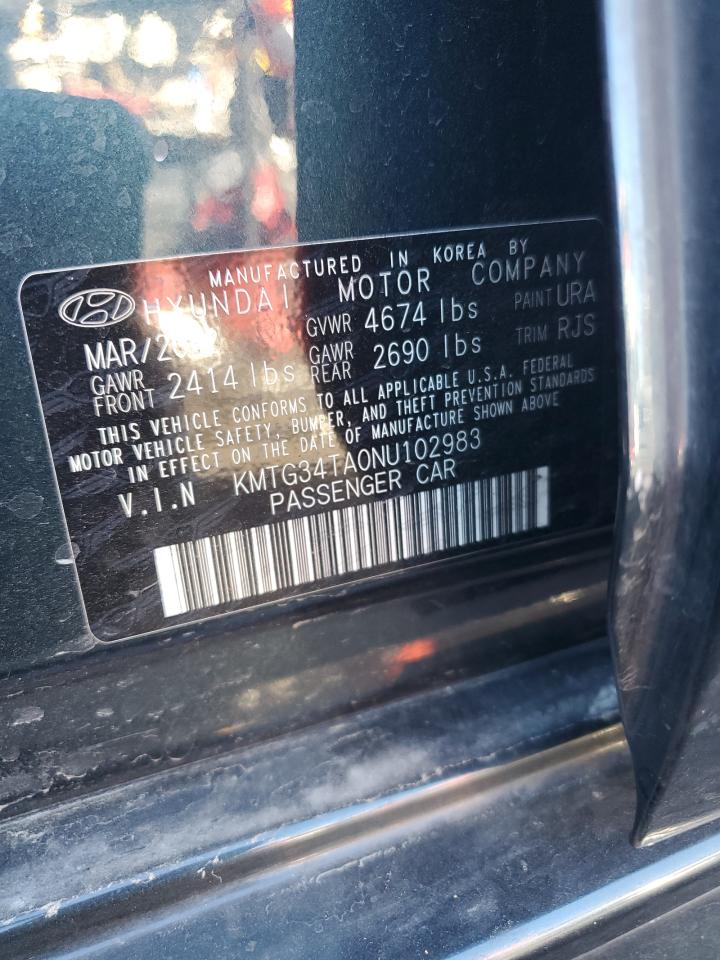 MANUFACTURED IN KOREA BY
HYUNDAI MOTOR COMPANY
MAR/ GVWR 4674 lbs PAINT URA
GAWR FRONT 2414 lbs GAWR REAR 2690 lbs TRIM RJS
THIS VEHICLE CONFORMS TO ALL APPLICABLE U.S.A. FEDERAL
MOTOR VEHICLE SAFETY, BUMPER, AND THEFT PREVENTION STANDARDS
IN EFFECT ON THE DATE OF MANUFACTURE SHOWN ABOVE
V.I.N KMTG34TA0NU102983
PASSENGER CAR